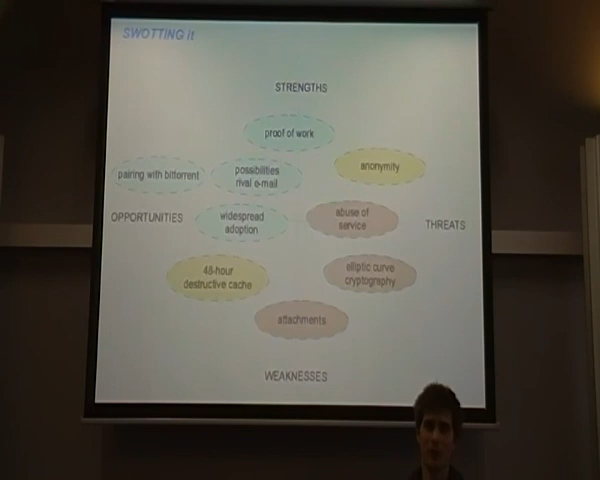 SWOTTING it
STRENGTHS
proof of work
anonymity
pairing with bittorrent
possibilities
rival e-mail
OPPORTUNITIES
widespread
adoption
abuse of
service
THREATS
48-hour
destructive cache
elliptic curve
cryptography
attachments
WEAKNESSES